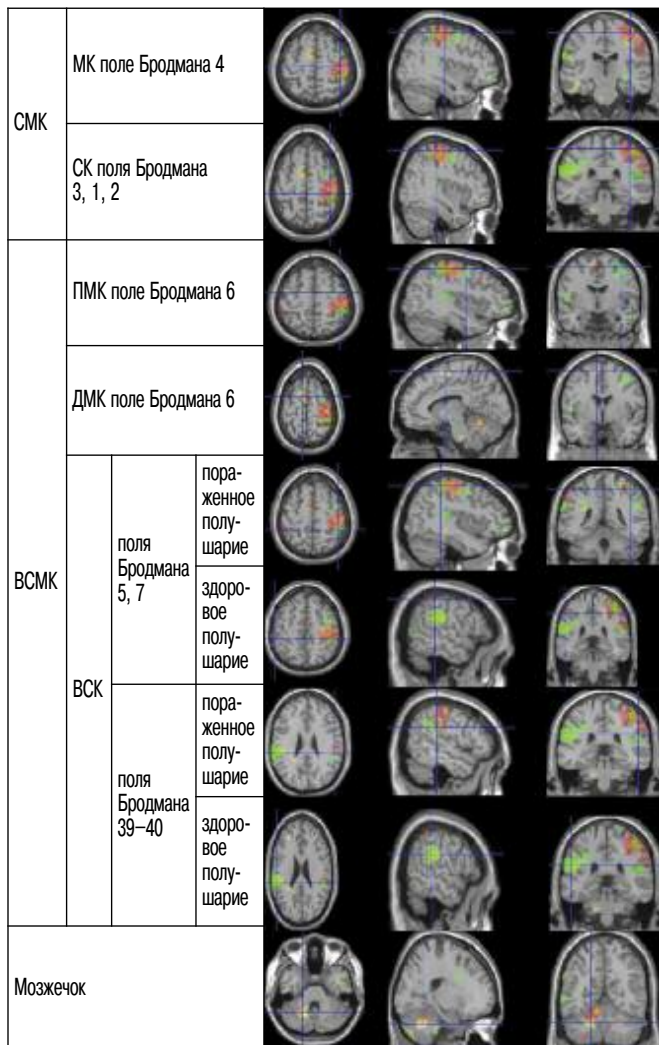 СМК
МК поле Бродмана 4
СК поля Бродмана
3, 1, 2
ВСМК
ПМК поле Бродмана 6
ДМК поле Бродмана 6
ВСК
поля
Бродмана
5, 7
пора-
женное
полу-
шарие
здоро-
вое
полу-
шарие
поля
Бродмана
39–40
пора-
женное
полу-
шарие
здоро-
вое
полу-
шарие
Мозжечок